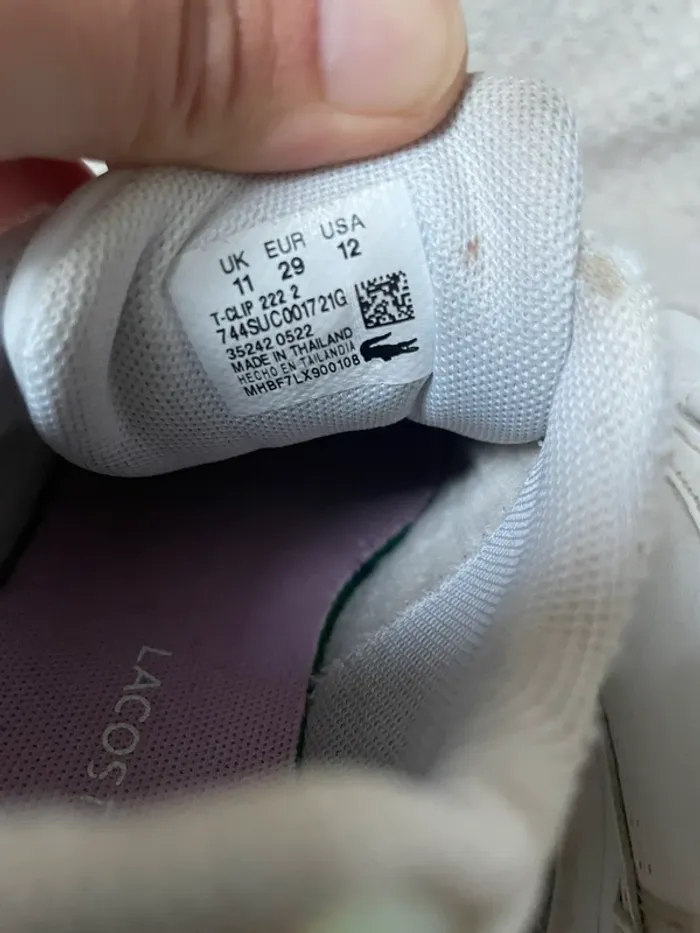 UK EUR USA
11 29 12
T-CLIP 222 2
744SUC001721G
35242 0522
MADE IN THAILAND
HECHO EN TAILANDIA
MHBF7LX900108
LACOST